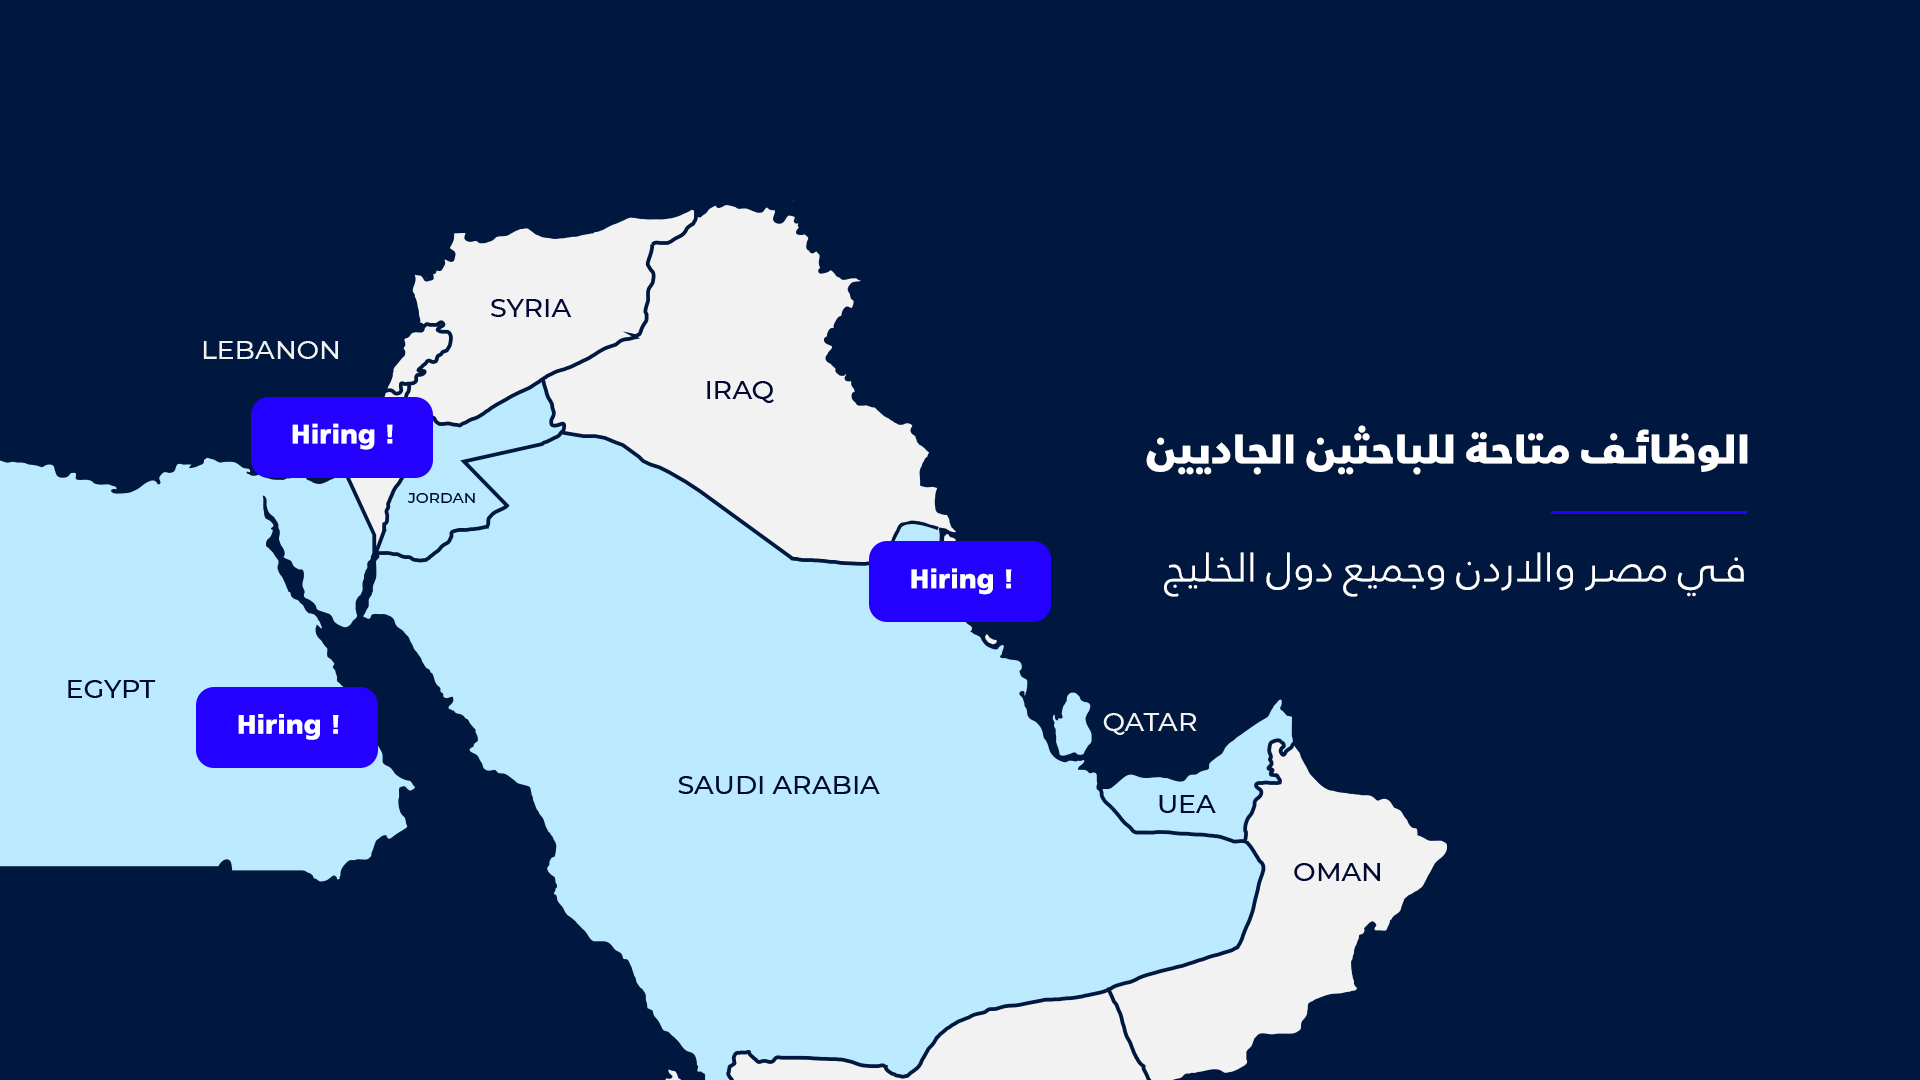 SYRIA
LEBANON
IRAQ
Hiring !
الوظائف متاحة للباحثين الجاديين
JORDAN
في مصر والاردن وجميع دول الخليج
Hiring !
EGYPT
Hiring !
QATAR
SAUDI ARABIA
UEA
OMAN